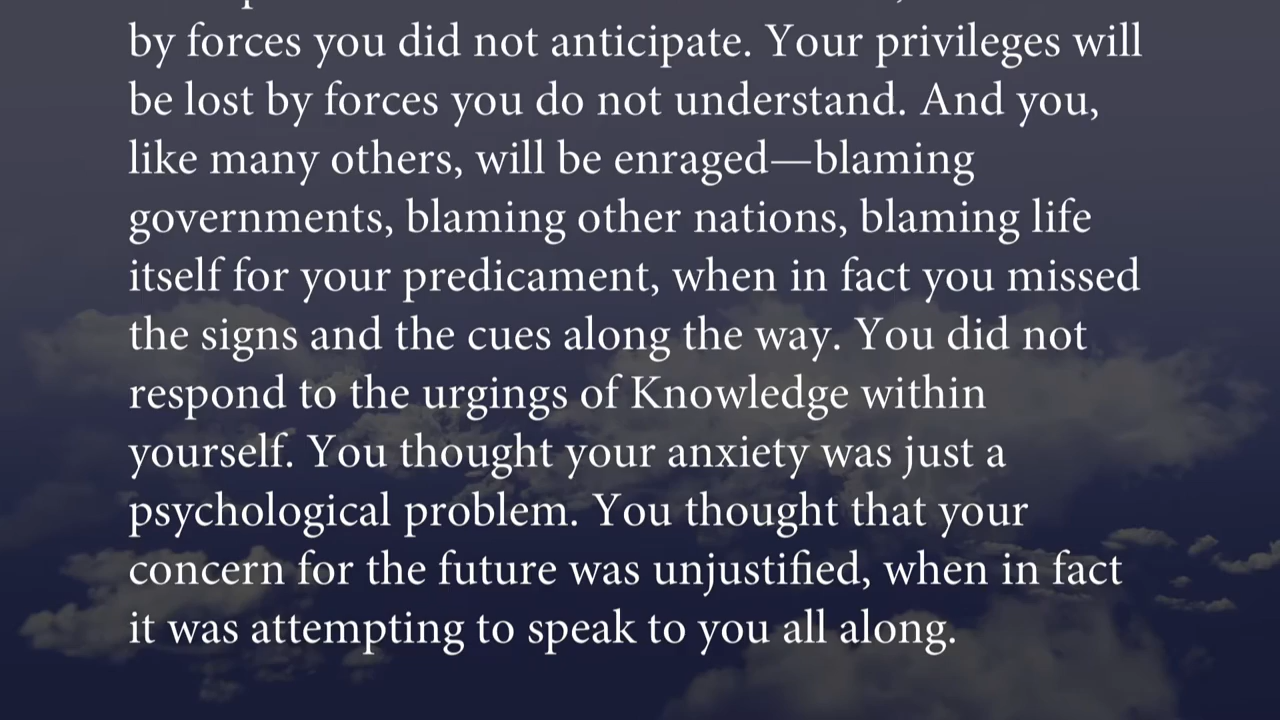 by forces you did not anticipate. Your privileges will
be lost by forces you do not understand. And you,
like many others, will be enraged—blaming
governments, blaming other nations, blaming life
itself for your predicament, when in fact you missed
the signs and the cues along the way. You did not
respond to the urgings of Knowledge within
yourself. You thought your anxiety was just a
psychological problem. You thought that your
concern for the future was unjustified, when in fact
it was attempting to speak to you all along.